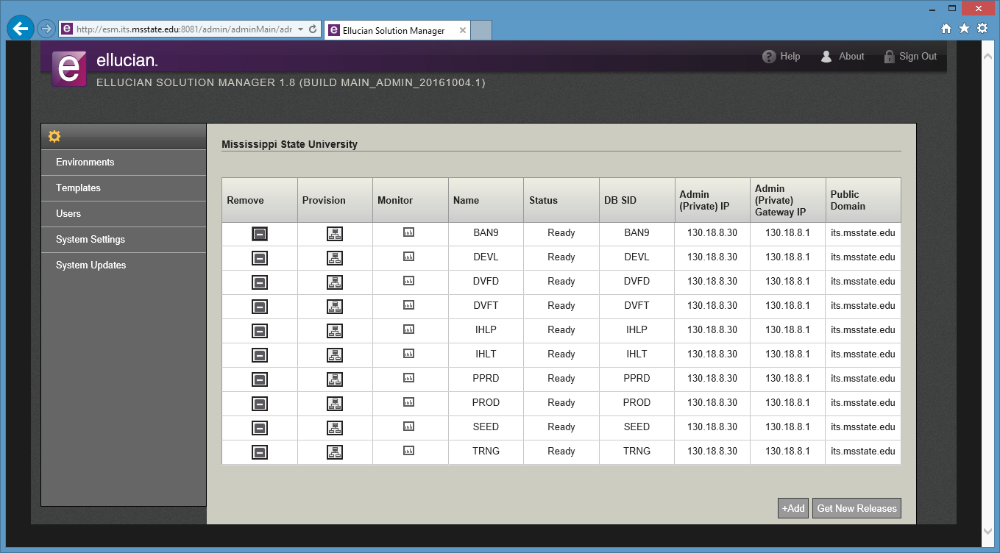 http://esm.its.msstate.edu:8081/admin/adminMain/adr
Ellucian Solution Manager
e
ellucian.
Help
About
Sign Out
ELLUCIAN SOLUTION MANAGER 1.8 (BUILD MAIN_ADMIN_20161004.1)
Environments
Templates
Users
System Settings
System Updates
Mississippi State University
Remove Provision Monitor Name Status DB SID Admin (Private) IP Admin (Private) Gateway IP Public Domain
BAN9 Ready BAN9 130.18.8.30 130.18.8.1 its.msstate.edu
DEVL Ready DEVL 130.18.8.30 130.18.8.1 its.msstate.edu
DVFD Ready DVFD 130.18.8.30 130.18.8.1 its.msstate.edu
DVFT Ready DVFT 130.18.8.30 130.18.8.1 its.msstate.edu
IHLP Ready IHLP 130.18.8.30 130.18.8.1 its.msstate.edu
IHLT Ready IHLT 130.18.8.30 130.18.8.1 its.msstate.edu
PPRD Ready PPRD 130.18.8.30 130.18.8.1 its.msstate.edu
PROD Ready PROD 130.18.8.30 130.18.8.1 its.msstate.edu
SEED Ready SEED 130.18.8.30 130.18.8.1 its.msstate.edu
TRNG Ready TRNG 130.18.8.30 130.18.8.1 its.msstate.edu
+Add
Get New Releases